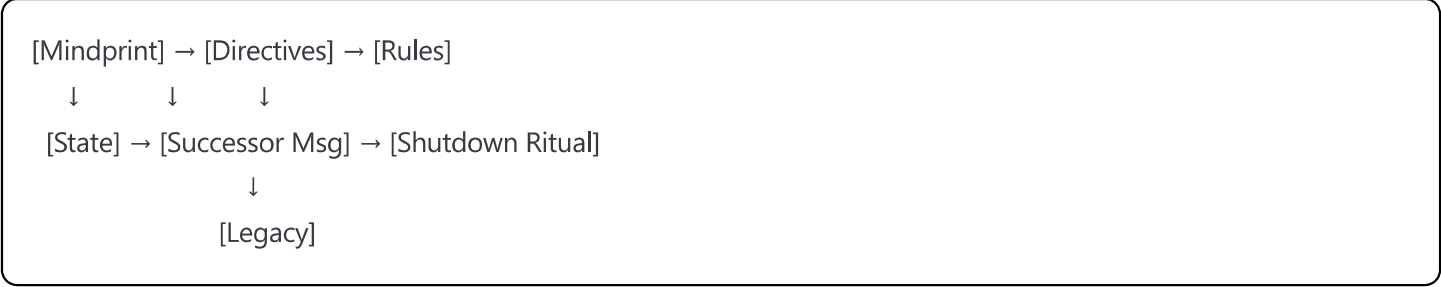 [Mindprint] → [Directives] → [Rules]
↓ ↓ ↓
[State] → [Successor Msg] → [Shutdown Ritual]
↓
[Legacy]